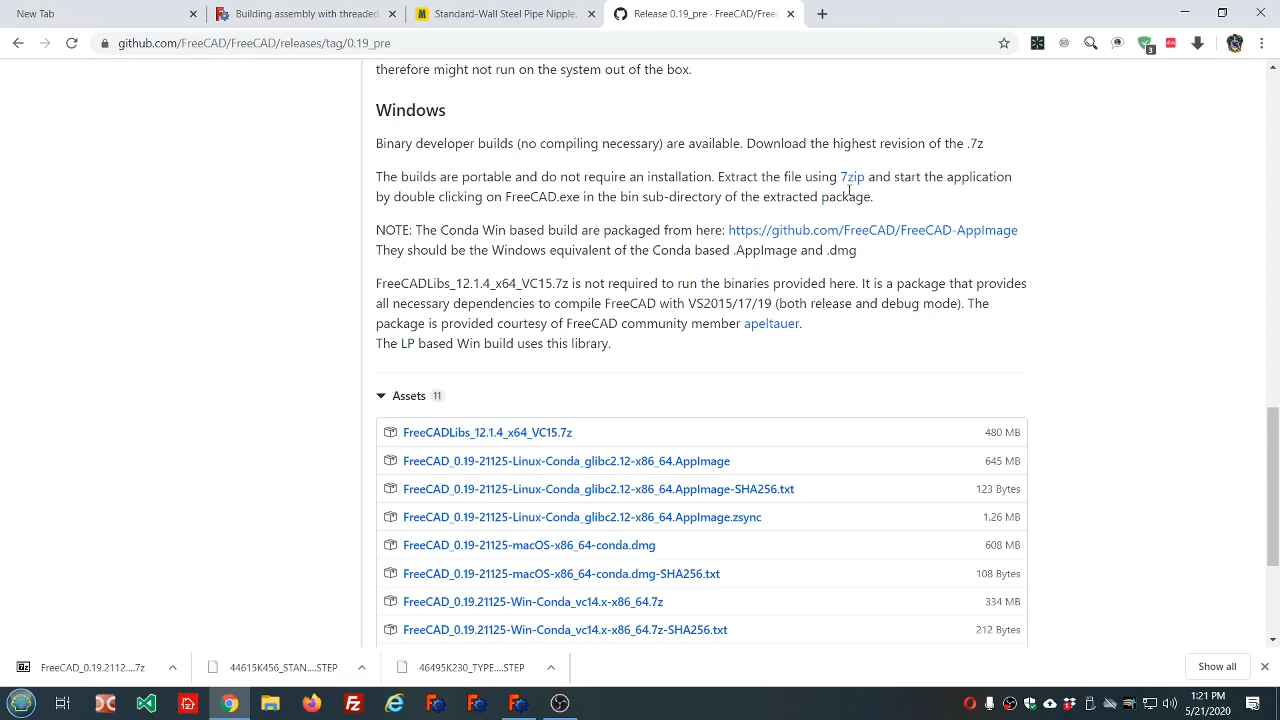 New Tab
Building assembly with threaded
Standard-Wall Steel Pipe Nipple,
Release 0.19_pre · FreeCAD/Free
github.com/FreeCAD/FreeCAD/releases/tag/0.19_pre
3
therefore might not run on the system out of the box.
Windows
Binary developer builds (no compiling necessary) are available. Download the highest revision of the .7z
The builds are portable and do not require an installation. Extract the file using 7zip and start the application
by double clicking on FreeCAD.exe in the bin sub-directory of the extracted package.
NOTE: The Conda Win based build are packaged from here: https://github.com/FreeCAD/FreeCAD-AppImage
They should be the Windows equivalent of the Conda based .AppImage and .dmg
FreeCADLibs_12.1.4_x64_VC15.7z is not required to run the binaries provided here. It is a package that provides
all necessary dependencies to compile FreeCAD with VS2015/17/19 (both release and debug mode). The
package is provided courtesy of FreeCAD community member apeltauer.
The LP based Win build uses this library.
Assets 11
FreeCADLibs_12.1.4_x64_VC15.7z 480 MB
FreeCAD_0.19-21125-Linux-Conda_glibc2.12-x86_64.AppImage 645 MB
FreeCAD_0.19-21125-Linux-Conda_glibc2.12-x86_64.AppImage-SHA256.txt 123 Bytes
FreeCAD_0.19-21125-Linux-Conda_glibc2.12-x86_64.AppImage.zsync 1.26 MB
FreeCAD_0.19-21125-macOS-x86_64-conda.dmg 608 MB
FreeCAD_0.19-21125-macOS-x86_64-conda.dmg-SHA256.txt 108 Bytes
FreeCAD_0.19.21125-Win-Conda_vc14.x-x86_64.7z 334 MB
FreeCAD_0.19.21125-Win-Conda_vc14.x-x86_64.7z-SHA256.txt 212 Bytes
7z FreeCAD_0.19.2112....7z
44615K456_STAN....STEP
46495K230_TYPE....STEP
Show all
1:21 PM
5/21/2020